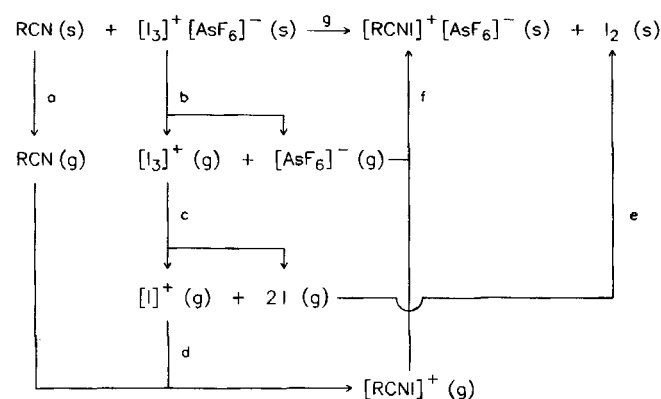 RCN (s) + [I₃]⁺ [AsF₆]⁻ (s) g [RCNI]⁺ [AsF₆]⁻ (s) + I₂ (s)
a b f
RCN (g) [I₃]⁺ (g) + [AsF₆]⁻ (g)
c e
[I]⁺ (g) + 2I (g)
d
[RCNI]⁺ (g)